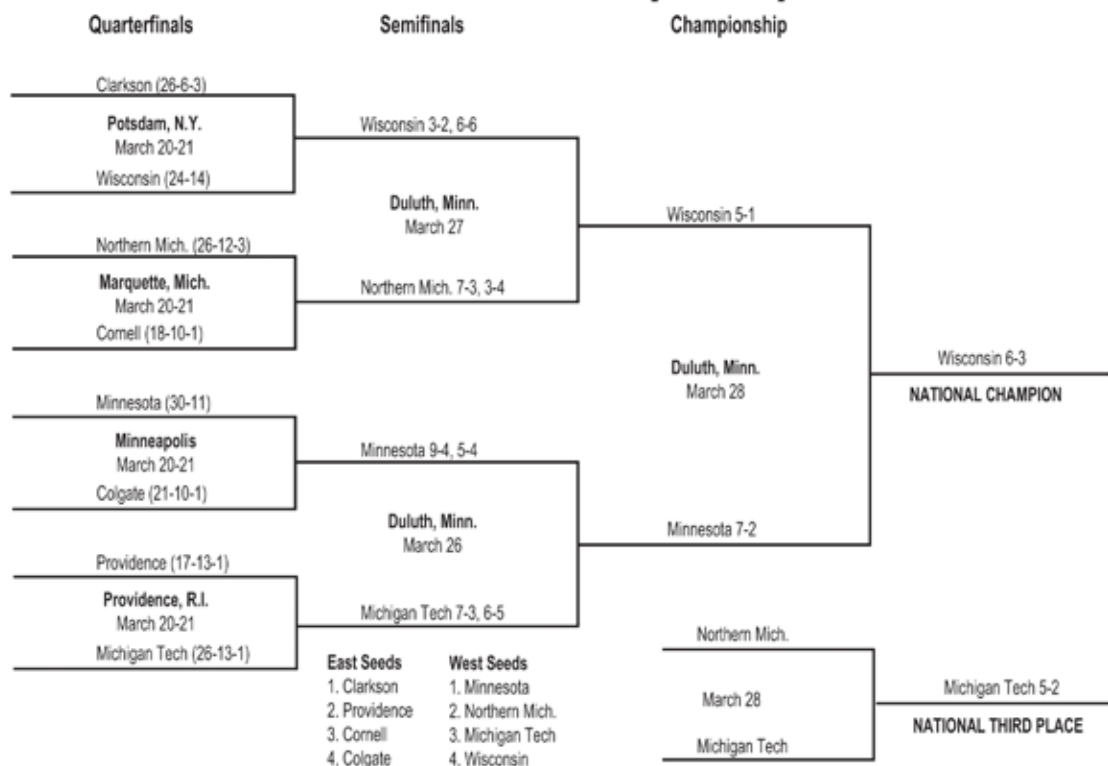 Quarterfinals
Semifinals
Championship
Clarkson (26-6-3)
Potsdam, N.Y.
March 20-21
Wisconsin (24-14)
Northern Mich. (26-12-3)
Marquette, Mich.
March 20-21
Cornell (18-10-1)
Minnesota (30-11)
Minneapolis
March 20-21
Colgate (21-10-1)
Providence (17-13-1)
Providence, R.I.
March 20-21
Michigan Tech (26-13-1)
Wisconsin 3-2, 6-6
Duluth, Minn.
March 27
Northern Mich. 7-3, 3-4
Minnesota 9-4, 5-4
Duluth, Minn.
March 26
Michigan Tech 7-3, 6-5
Wisconsin 5-1
Duluth, Minn.
March 28
Minnesota 7-2
Wisconsin 6-3
NATIONAL CHAMPION
East Seeds
1. Clarkson
2. Providence
3. Cornell
4. Colgate
West Seeds
1. Minnesota
2. Northern Mich.
3. Michigan Tech
4. Wisconsin
Northern Mich.
March 28
Michigan Tech
Michigan Tech 5-2
NATIONAL THIRD PLACE